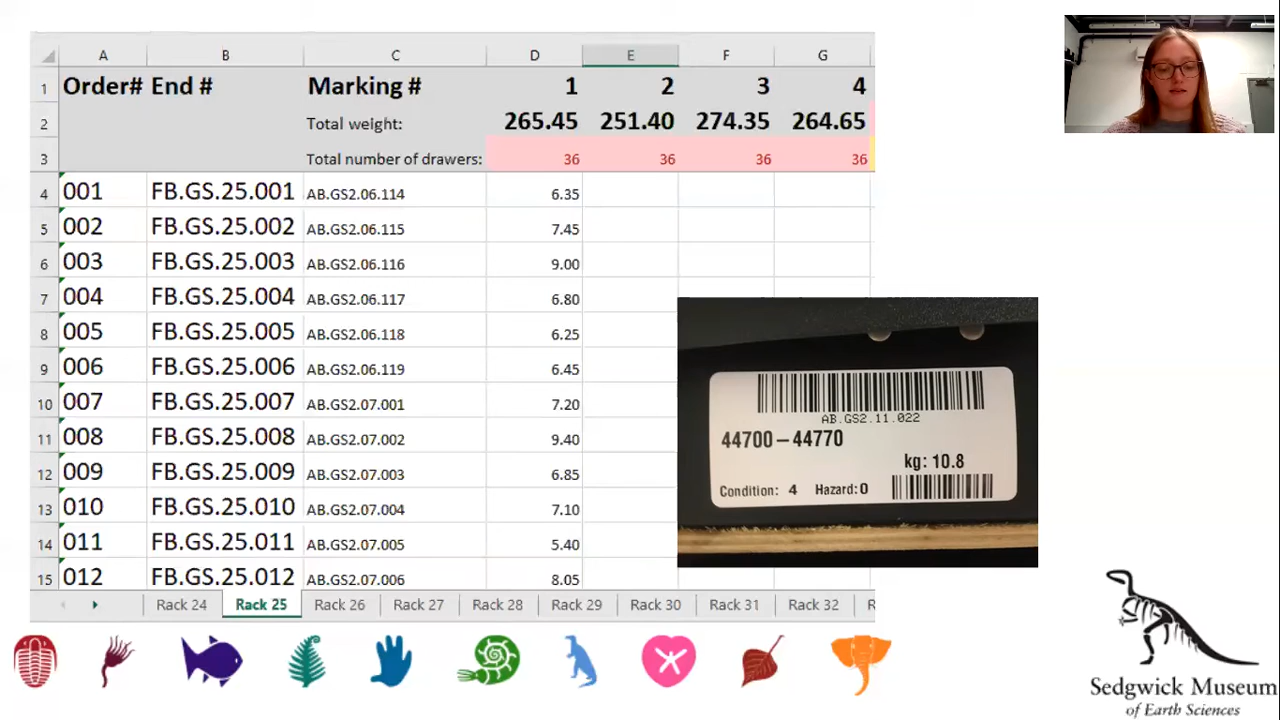 A B C D E F G
1 Order# End # Marking # 1 2 3 4
2 Total weight: 265.45 251.40 274.35 264.65
3 Total number of drawers: 36 36 36 36
4 001 FB.GS.25.001 AB.GS2.06.114 6.35
5 002 FB.GS.25.002 AB.GS2.06.115 7.45
6 003 FB.GS.25.003 AB.GS2.06.116 9.00
7 004 FB.GS.25.004 AB.GS2.06.117 6.80
8 005 FB.GS.25.005 AB.GS2.06.118 6.25
9 006 FB.GS.25.006 AB.GS2.06.119 6.45
10 007 FB.GS.25.007 AB.GS2.07.001 7.20
11 008 FB.GS.25.008 AB.GS2.07.002 9.40
12 009 FB.GS.25.009 AB.GS2.07.003 6.85
13 010 FB.GS.25.010 AB.GS2.07.004 7.10
14 011 FB.GS.25.011 AB.GS2.07.005 5.40
15 012 FB.GS.25.012 AB.GS2.07.006 8.05
Rack 24 Rack 25 Rack 26 Rack 27 Rack 28 Rack 29 Rack 30 Rack 31 Rack 32 R
AB.GS2.11.022
44700–44770
kg: 10.8
Condition: 4 Hazard: 0
Sedgwick Museum
of Earth Sciences